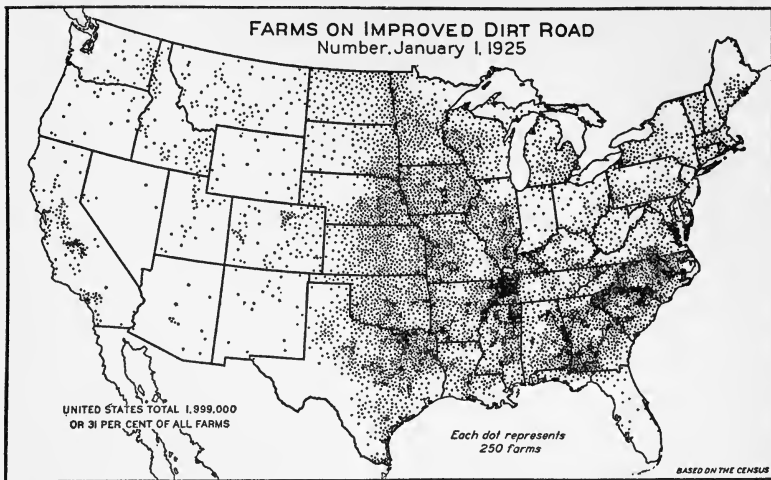 FARMS ON IMPROVED DIRT ROAD
Number, January 1, 1925
UNITED STATES TOTAL 1,999,000
OR 31 PER CENT OF ALL FARMS
Each dot represents
250 farms
BASED ON THE CENSUS